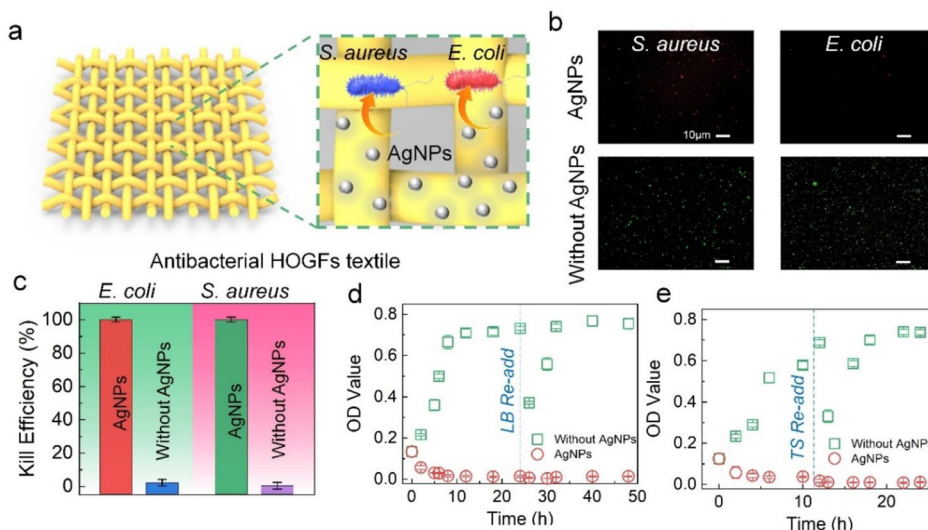 a
S. aureus
E. coli
AgNPs
Antibacterial HOGFs textile
b
S. aureus
E. coli
AgNPs
10μm
Without AgNPs
c
E. coli
S. aureus
Kill Efficiency (%)
100
80
60
40
20
0
AgNPs
Without AgNPs
AgNPs
Without AgNPs
d
OD Value
0.8
0.6
0.4
0.2
0.0
LB Re-add
Without AgNPs
AgNPs
0
10
20
30
40
50
Time (h)
e
OD Value
0.8
0.6
0.4
0.2
0.0
TS Re-add
Without AgNP
AgNPs
0
10
20
Time (h)